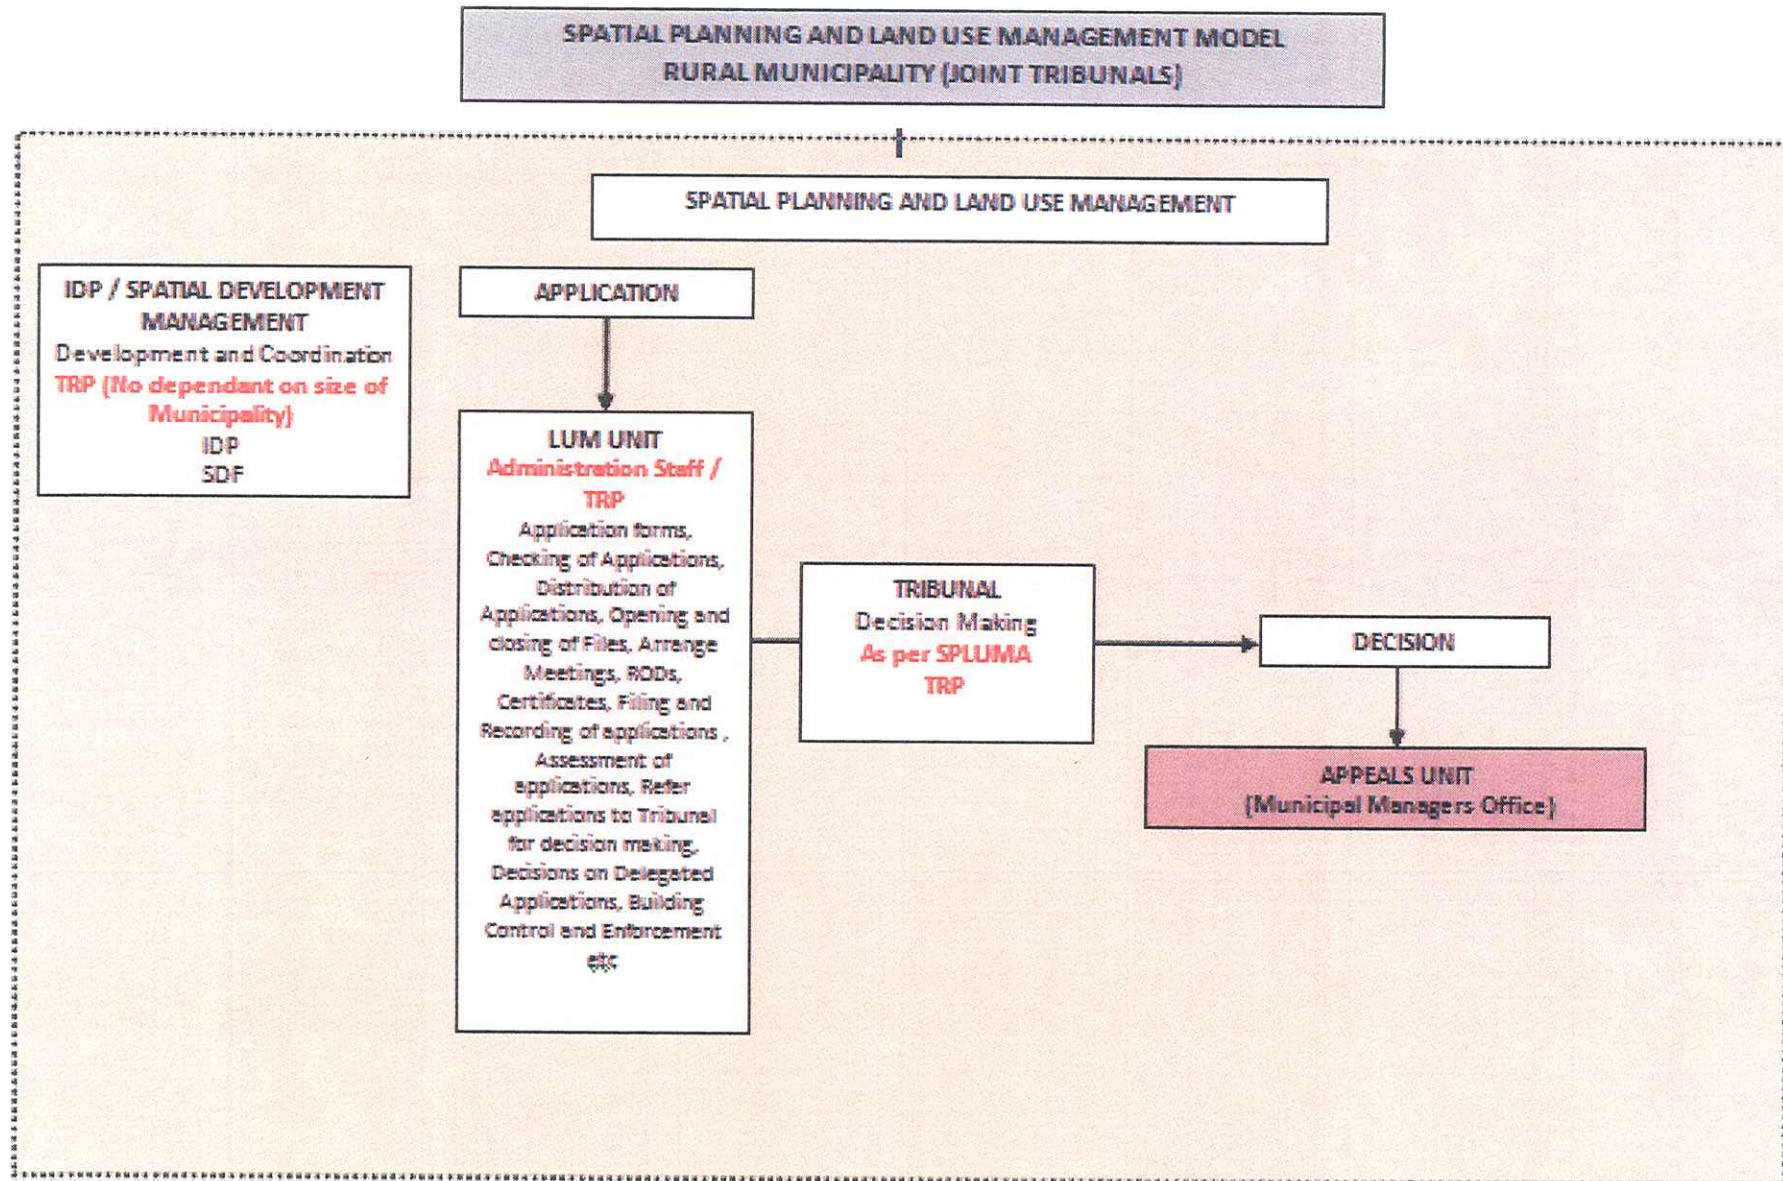 SPATIAL PLANNING AND LAND USE MANAGEMENT MODEL
RURAL MUNICIPALITY (JOINT TRIBUNALS)
SPATIAL PLANNING AND LAND USE MANAGEMENT
IDP / SPATIAL DEVELOPMENT
MANAGEMENT
Development and Coordination
TRP (No dependant on size of
Municipality)
IDP
SDF
APPLICATION
LUM UNIT
Administration Staff /
TRP
Application forms,
Checking of Applications,
Distribution of
Applications, Opening and
closing of Files, Arrange
Meetings, RODs,
Certificates, Filing and
Recording of applications ,
Assessment of
applications, Refer
applications to Tribunal
for decision making,
Decisions on Delegated
Applications, Building
Control and Enforcement
etc
TRIBUNAL
Decision Making
As per SPLUMA
TRP
DECISION
APPEALS UNIT
(Municipal Managers Office)